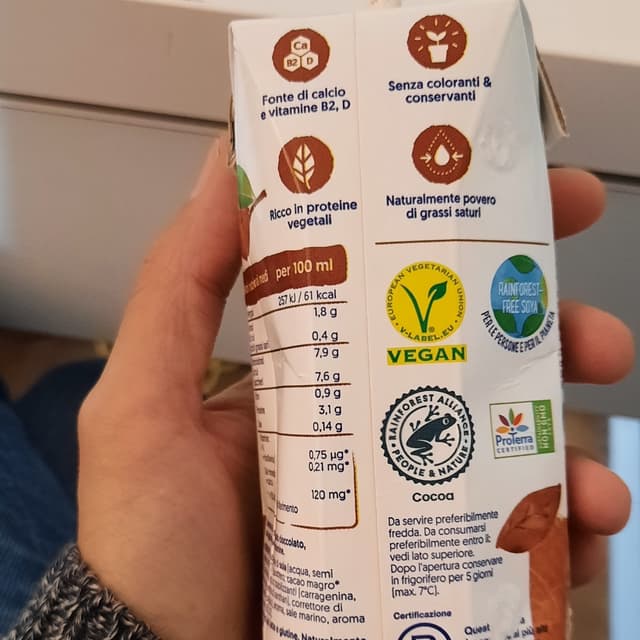 Ca
B2 D
Fonte di calcio
e vitamine B2, D
Senza coloranti &
conservanti
Ricco in proteine
vegetali
Naturalmente povero
di grassi saturi
per 100 ml
257 kJ / 61 kcal
1,8 g
0,4 g
7,9 g
7,6 g
0,9 g
3,1 g
0,14 g
0,75 µg*
0,21 mg*
120 mg*
EUROPEAN VEGETARIAN UNION
V-LABEL.EU
VEGAN
RAINFOREST-
FREE SOYA
PER LE PERSONE E PER IL PIANETA
RAINFOREST ALLIANCE
PEOPLE & NATURE
Cocoa
ProTerra
CERTIFIED
NON GMO
Da servire preferibilmente
fredda. Da consumarsi
preferibilmente entro il:
vedi lato superiore.
Dopo l'apertura conservare
in frigorifero per 5 giorni
[max. 7°C].
Certificazione
Quest
(acqua, semi
cacao magro*
(carragenina,
correttore di
sale marino, aroma
glutine. Naturalmente